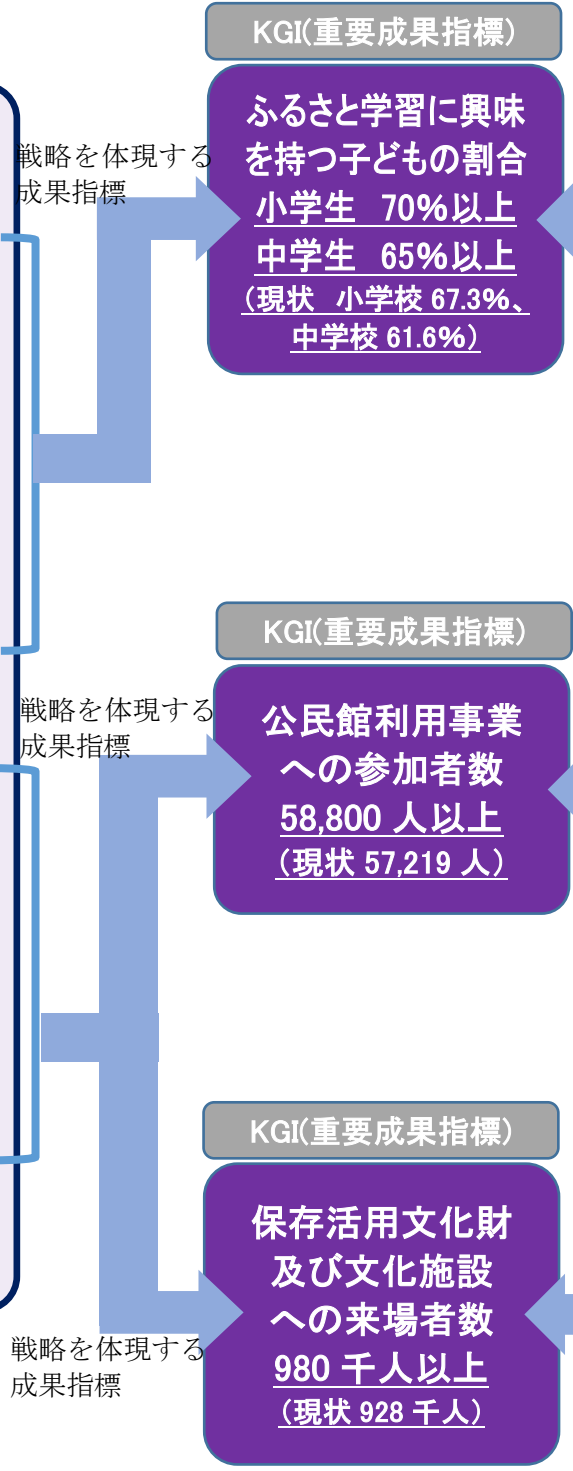 KGI(重要成果指標)
戦略を体現する
成果指標
ふるさと学習に興味
を持つ子どもの割合
小学生　70%以上
中学生　65%以上
（現状　小学校 67.3%、
中学校 61.6%）
KGI(重要成果指標)
戦略を体現する
成果指標
公民館利用事業
への参加者数
58,800 人以上
（現状 57,219 人）
KGI(重要成果指標)
保存活用文化財
及び文化施設
への来場者数
980 千人以上
（現状 928 千人）
戦略を体現する
成果指標